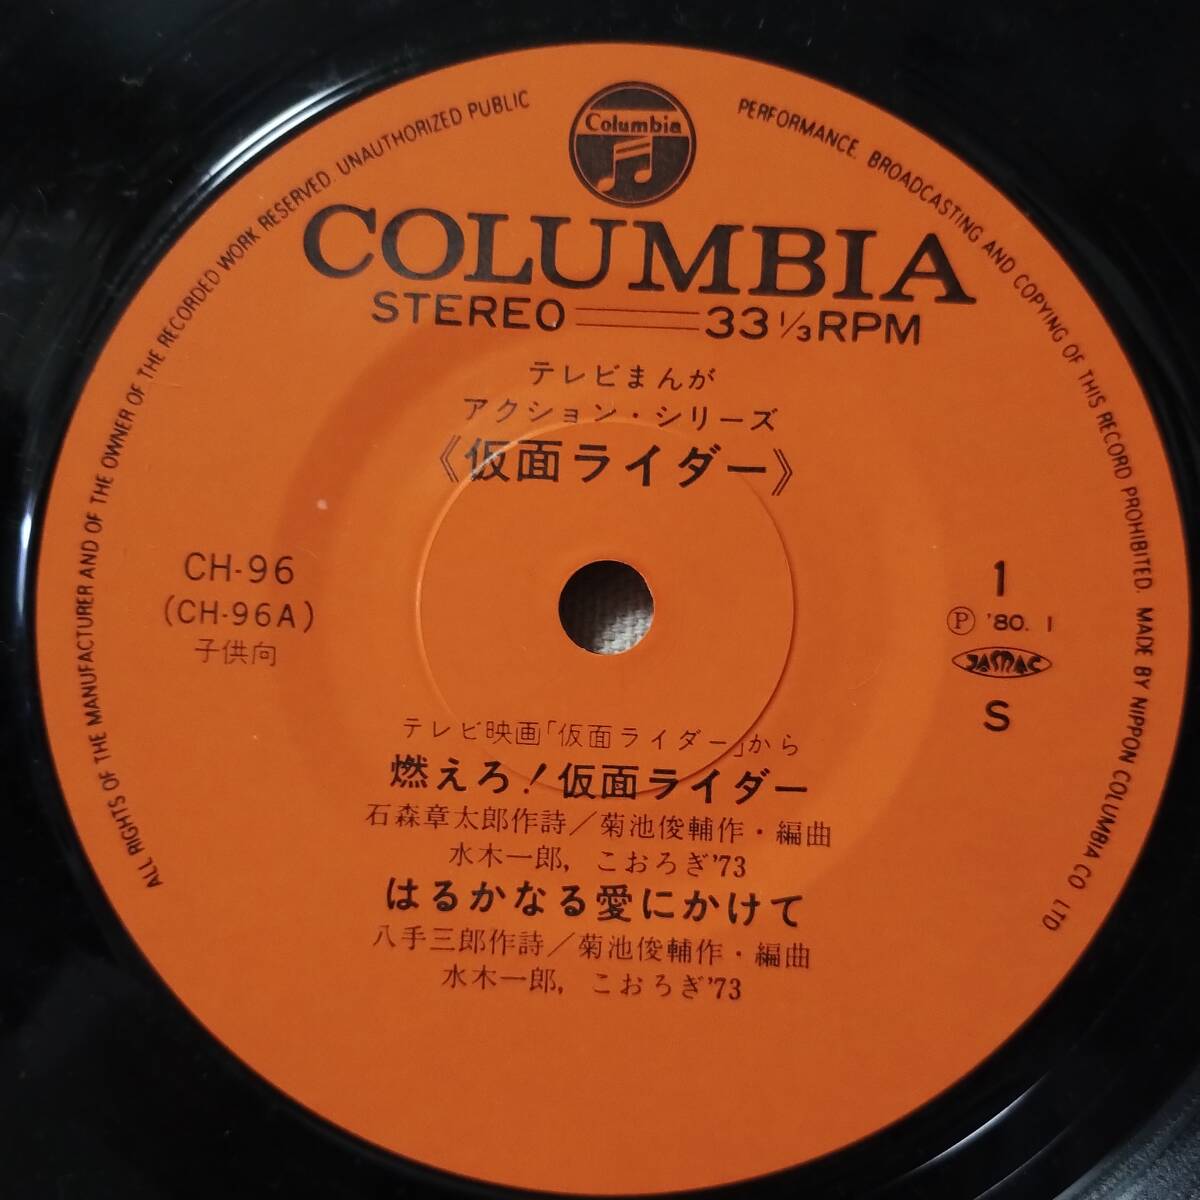 ALL RIGHTS OF THE MANUFACTURER AND OF THE OWNER OF THE RECORDED WORK RESERVED. UNAUTHORIZED PUBLIC PERFORMANCE. BROADCASTING AND COPYING OF THIS RECORD PROHIBITED. MADE BY NIPPON COLUMBIA CO. LTD
Columbia
COLUMBIA
STEREO 33 1/3 RPM
テレビまんが
アクション・シリーズ
《仮面ライダー》
CH-96
(CH-96A)
子供向
1
Ⓟ '80. 1
JASRAC
S
テレビ映画「仮面ライダー」から
燃えろ!仮面ライダー
石森章太郎作詩/菊池俊輔作・編曲
水木一郎,こおろぎ'73
はるかなる愛にかけて
八手三郎作詩/菊池俊輔作・編曲
水木一郎,こおろぎ'73